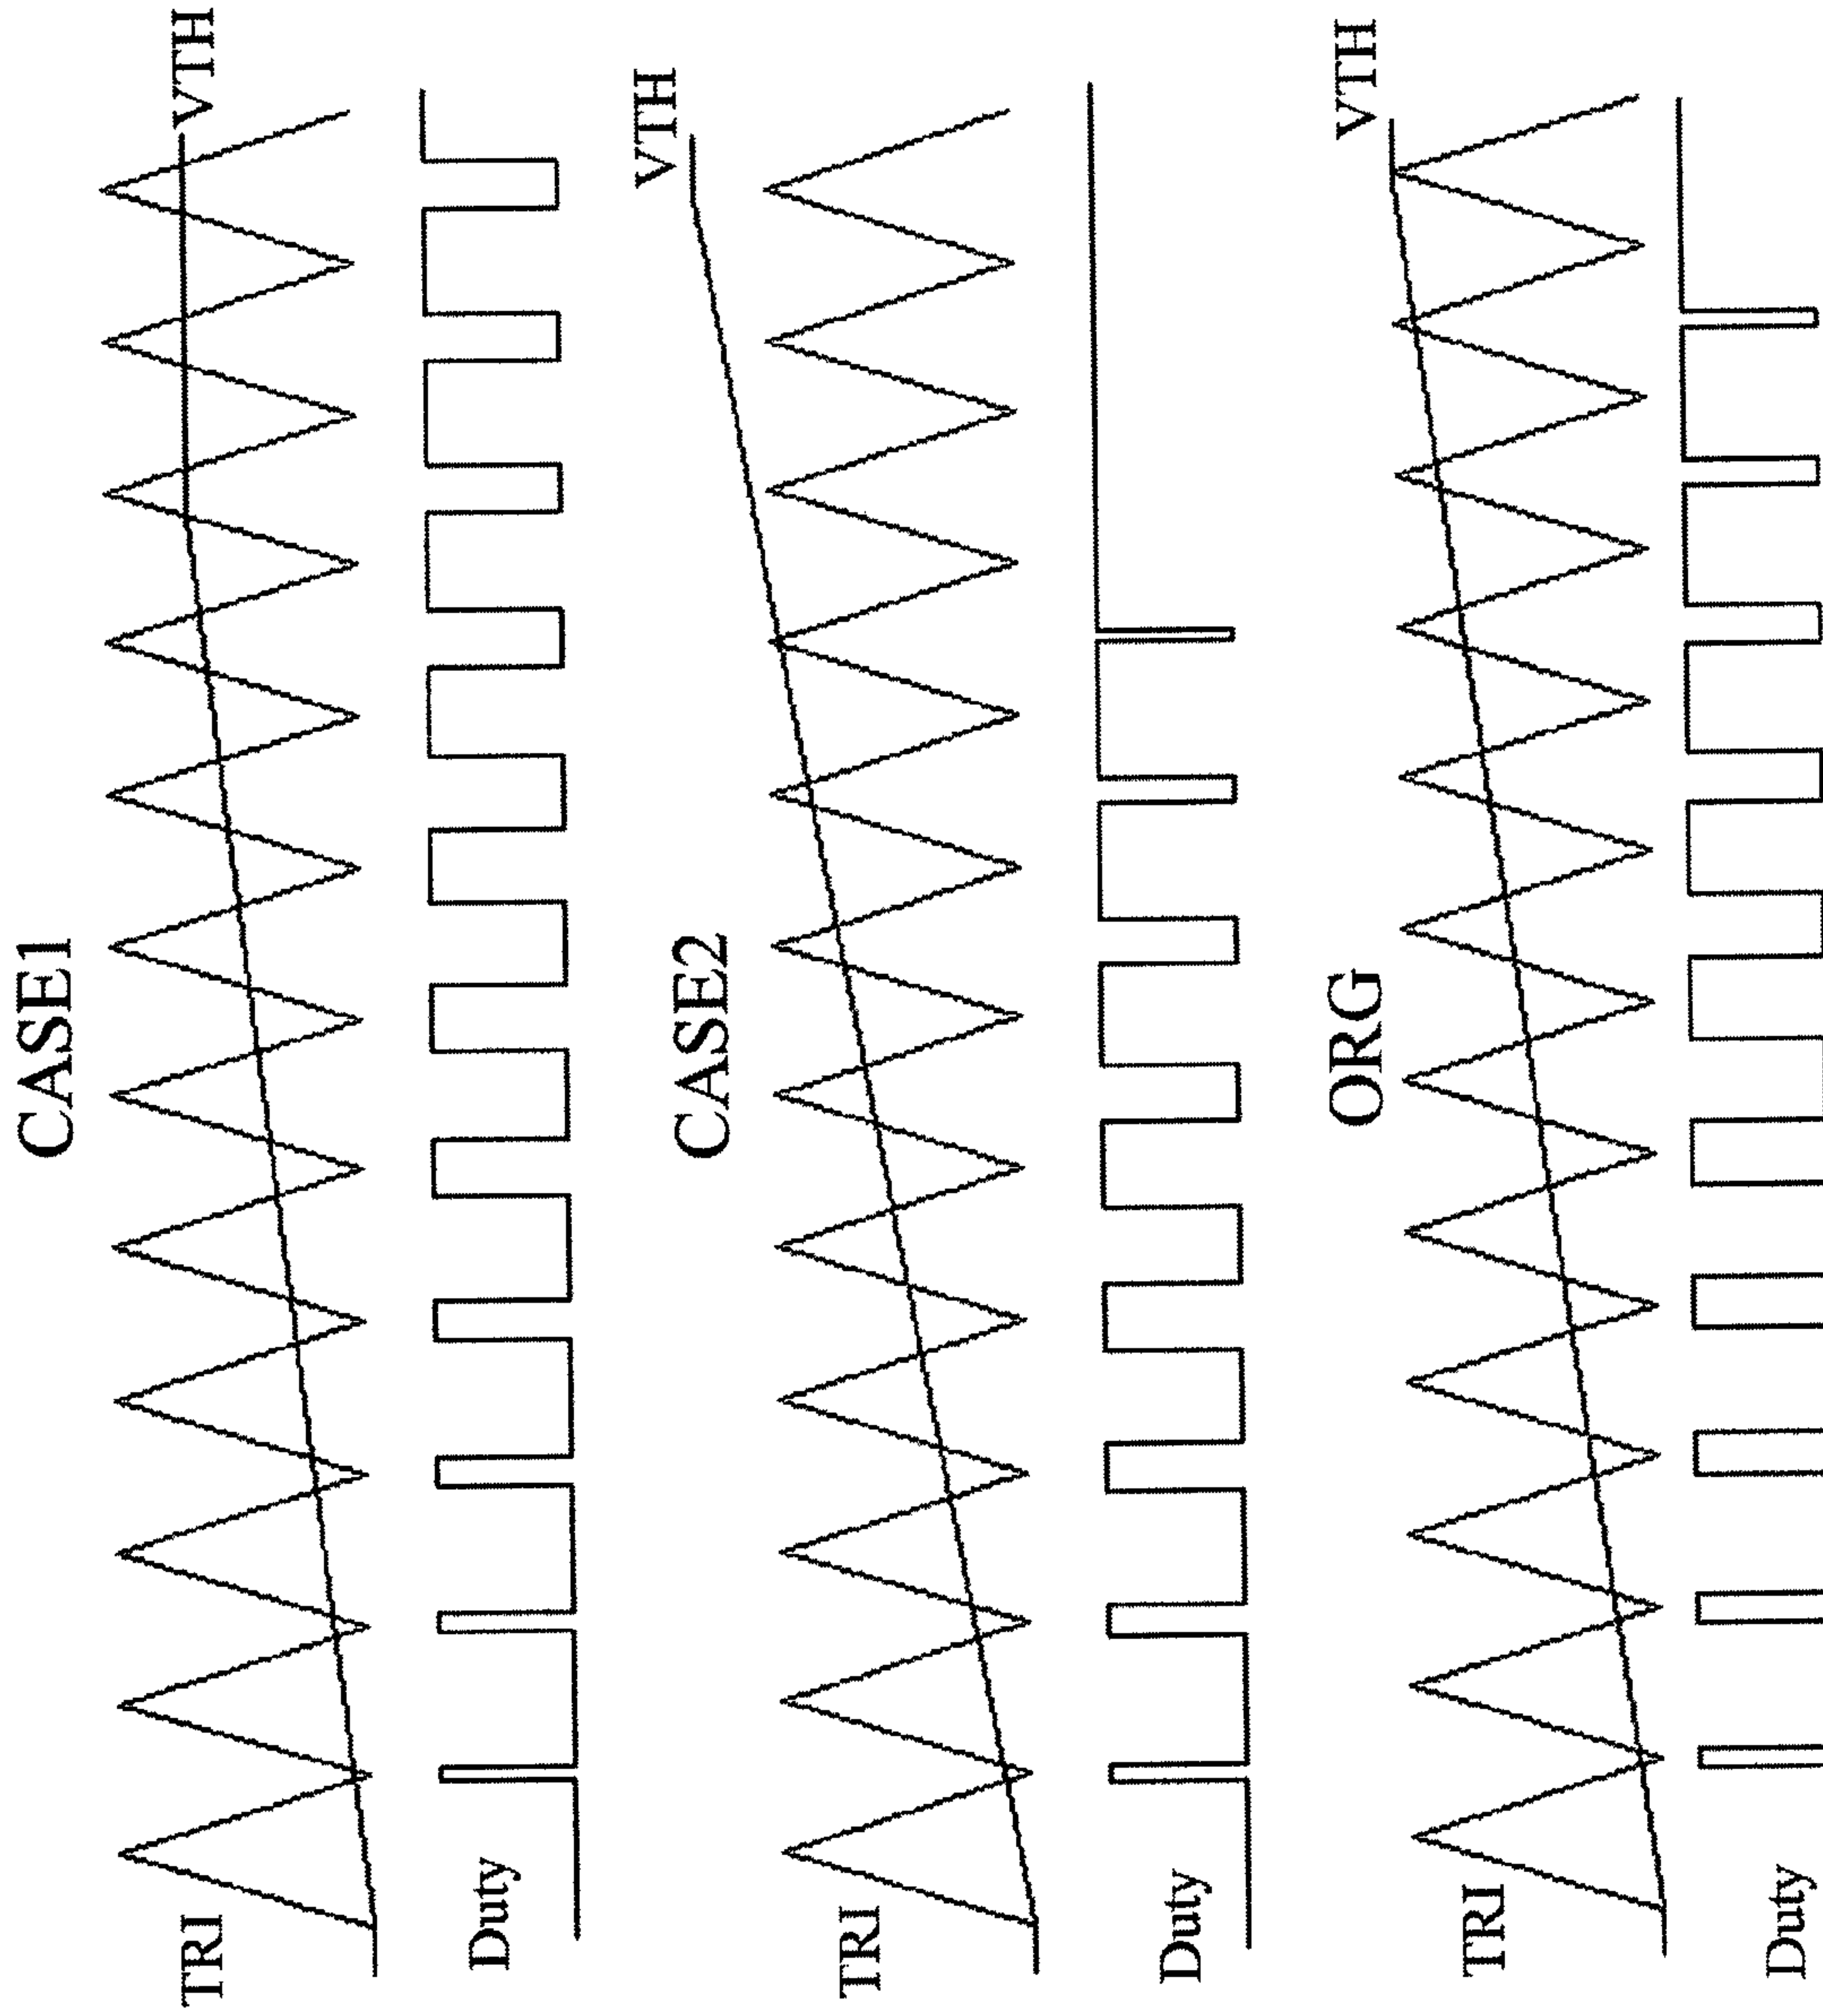 CASE1
VTH
TRI
Duty
CASE2
VTH
TRI
Duty
ORG
VTH
TRI
Duty